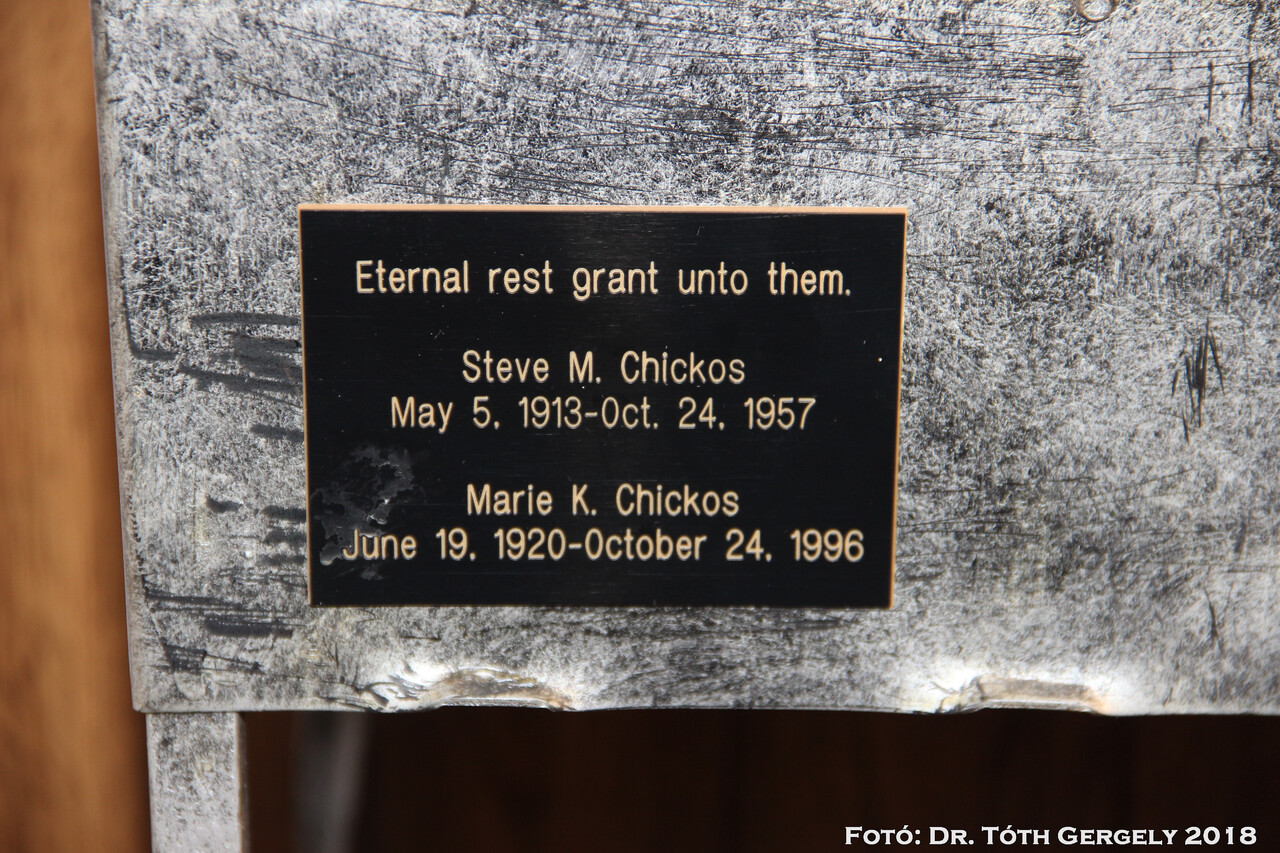 Eternal rest grant unto them.
Steve M. Chickos
May 5, 1913-Oct. 24, 1957
Marie K. Chickos
June 19, 1920-October 24, 1996
Fotó: Dr. Tóth Gergely 2018